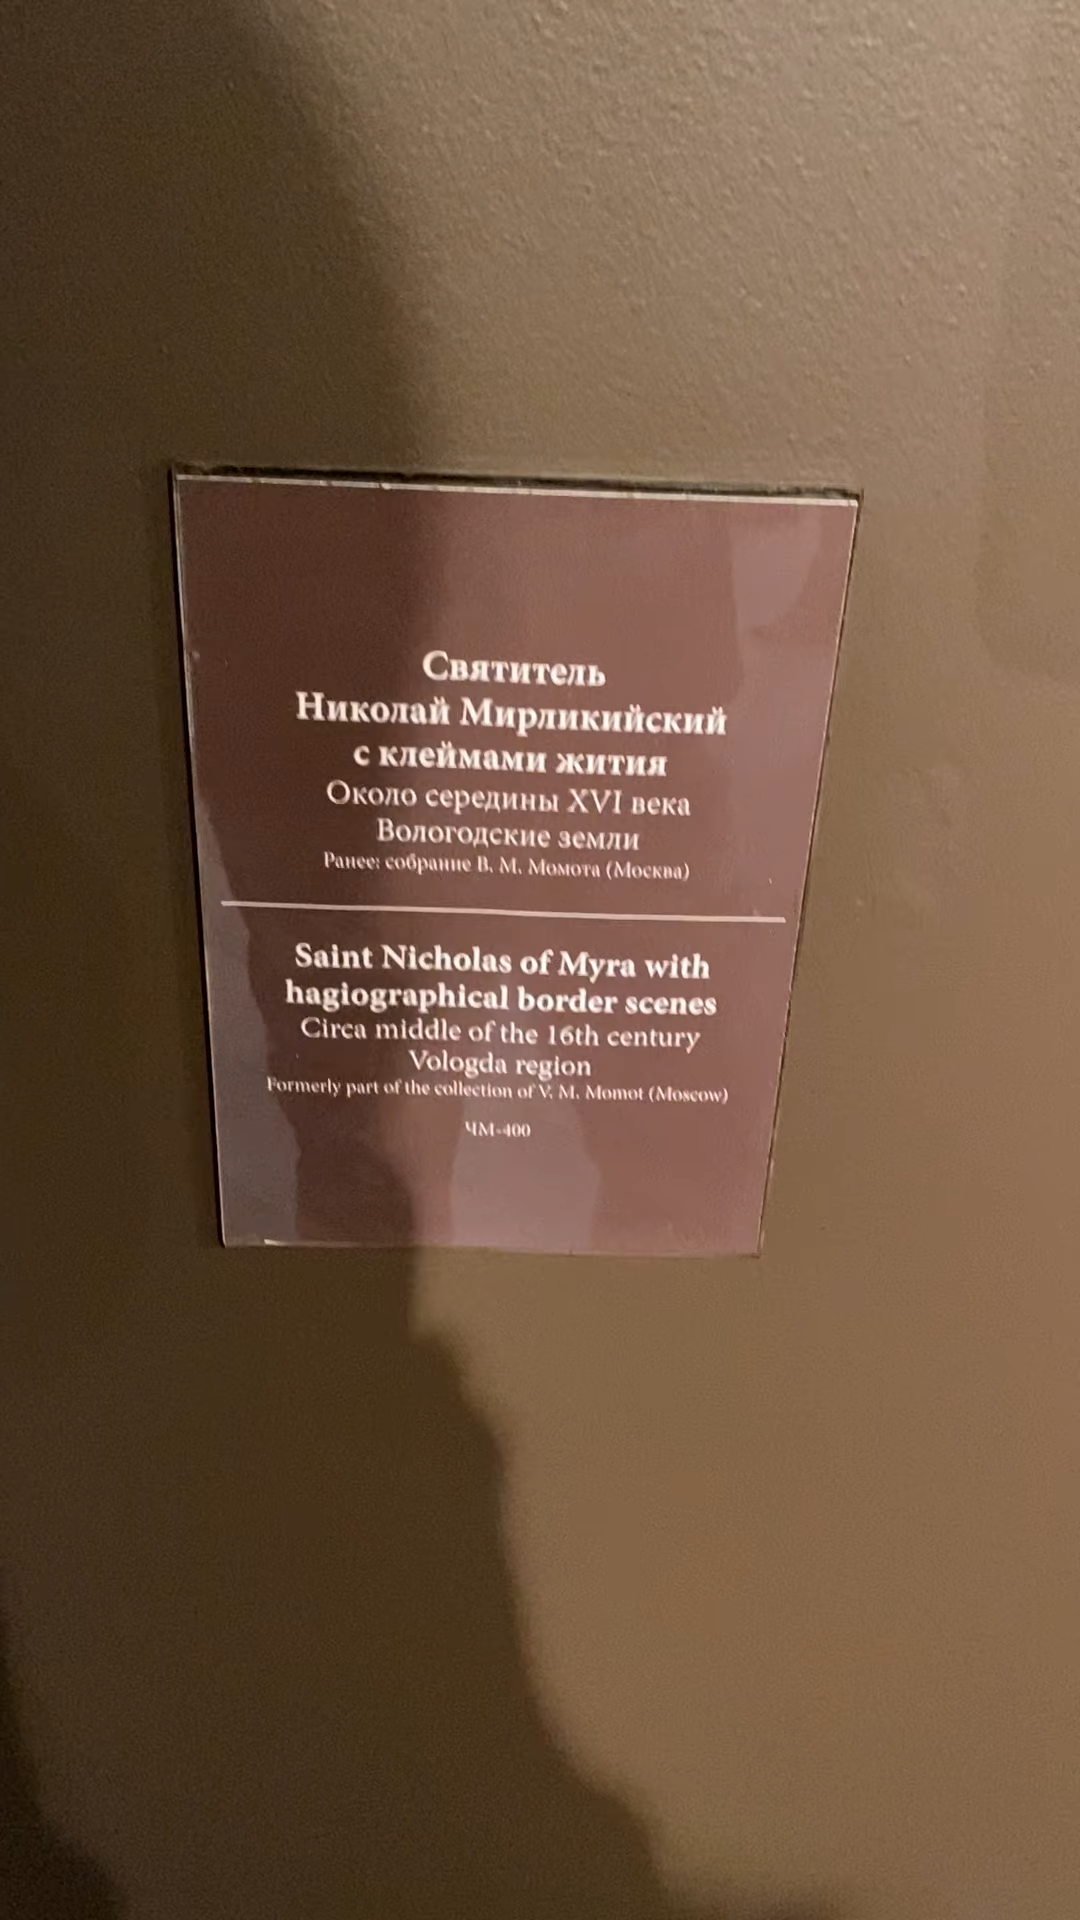 Святитель
Николай Мирликийский
с клеймами жития
Около середины XVI века
Вологодские земли
Ранее: собрание В. М. Момота (Москва)
Saint Nicholas of Myra with
hagiographical border scenes
Circa middle of the 16th century
Vologda region
Formerly part of the collection of V. M. Momot (Moscow)
ЧМ-400